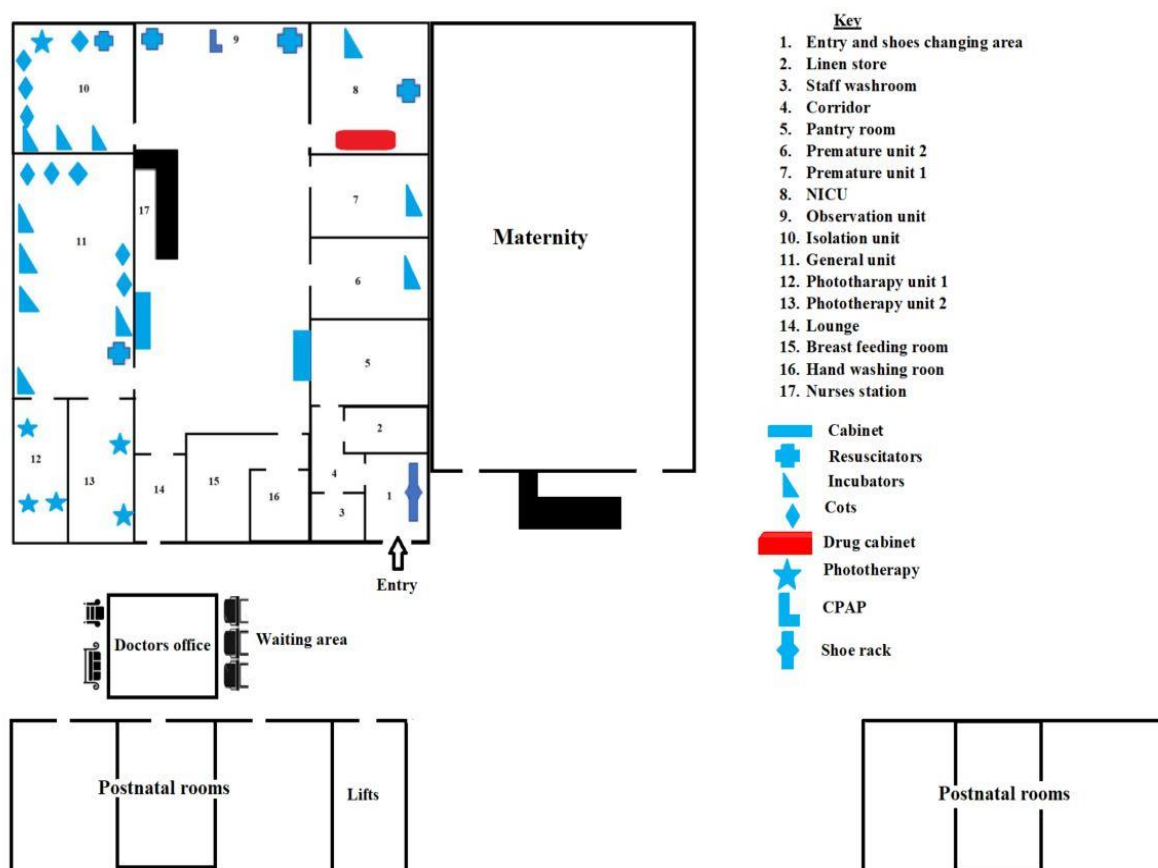 9
10
8
17
7
11
Maternity
6
5
2
12
13
4
14
15
16
1
3
Entry
Doctors office
Waiting area
Postnatal rooms
Lifts
Postnatal rooms
Key
1. Entry and shoes changing area
2. Linen store
3. Staff washroom
4. Corridor
5. Pantry room
6. Premature unit 2
7. Premature unit 1
8. NICU
9. Observation unit
10. Isolation unit
11. General unit
12. Phototharapy unit 1
13. Phototherapy unit 2
14. Lounge
15. Breast feeding room
16. Hand washing roon
17. Nurses station
Cabinet
Resuscitators
Incubators
Cots
Drug cabinet
Phototherapy
CPAP
Shoe rack